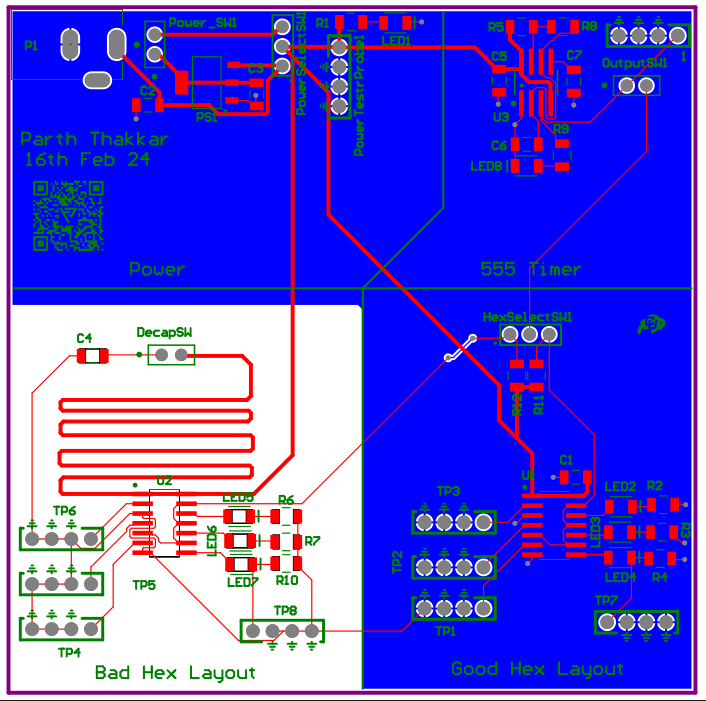 P1
Power_SW1
PowerSelectSW1
R1
LED1
PowerTestrProbe1
R5
R8
1
OutputSW1
C5
C7
U3
C2
C3
PS1
Parth Thakkar
16th Feb 24
C6
R9
LED8
Power
555 Timer
HexSelectSW1
C4
DecapSW
R12
R11
U2
C1
TP6
LED5
R6
TP3
LED2
R2
LED6
R7
LED3
R3
TP5
LED7
R10
TP2
LED4
R4
TP8
TP7
TP4
TP1
Bad Hex Layout
Good Hex Layout